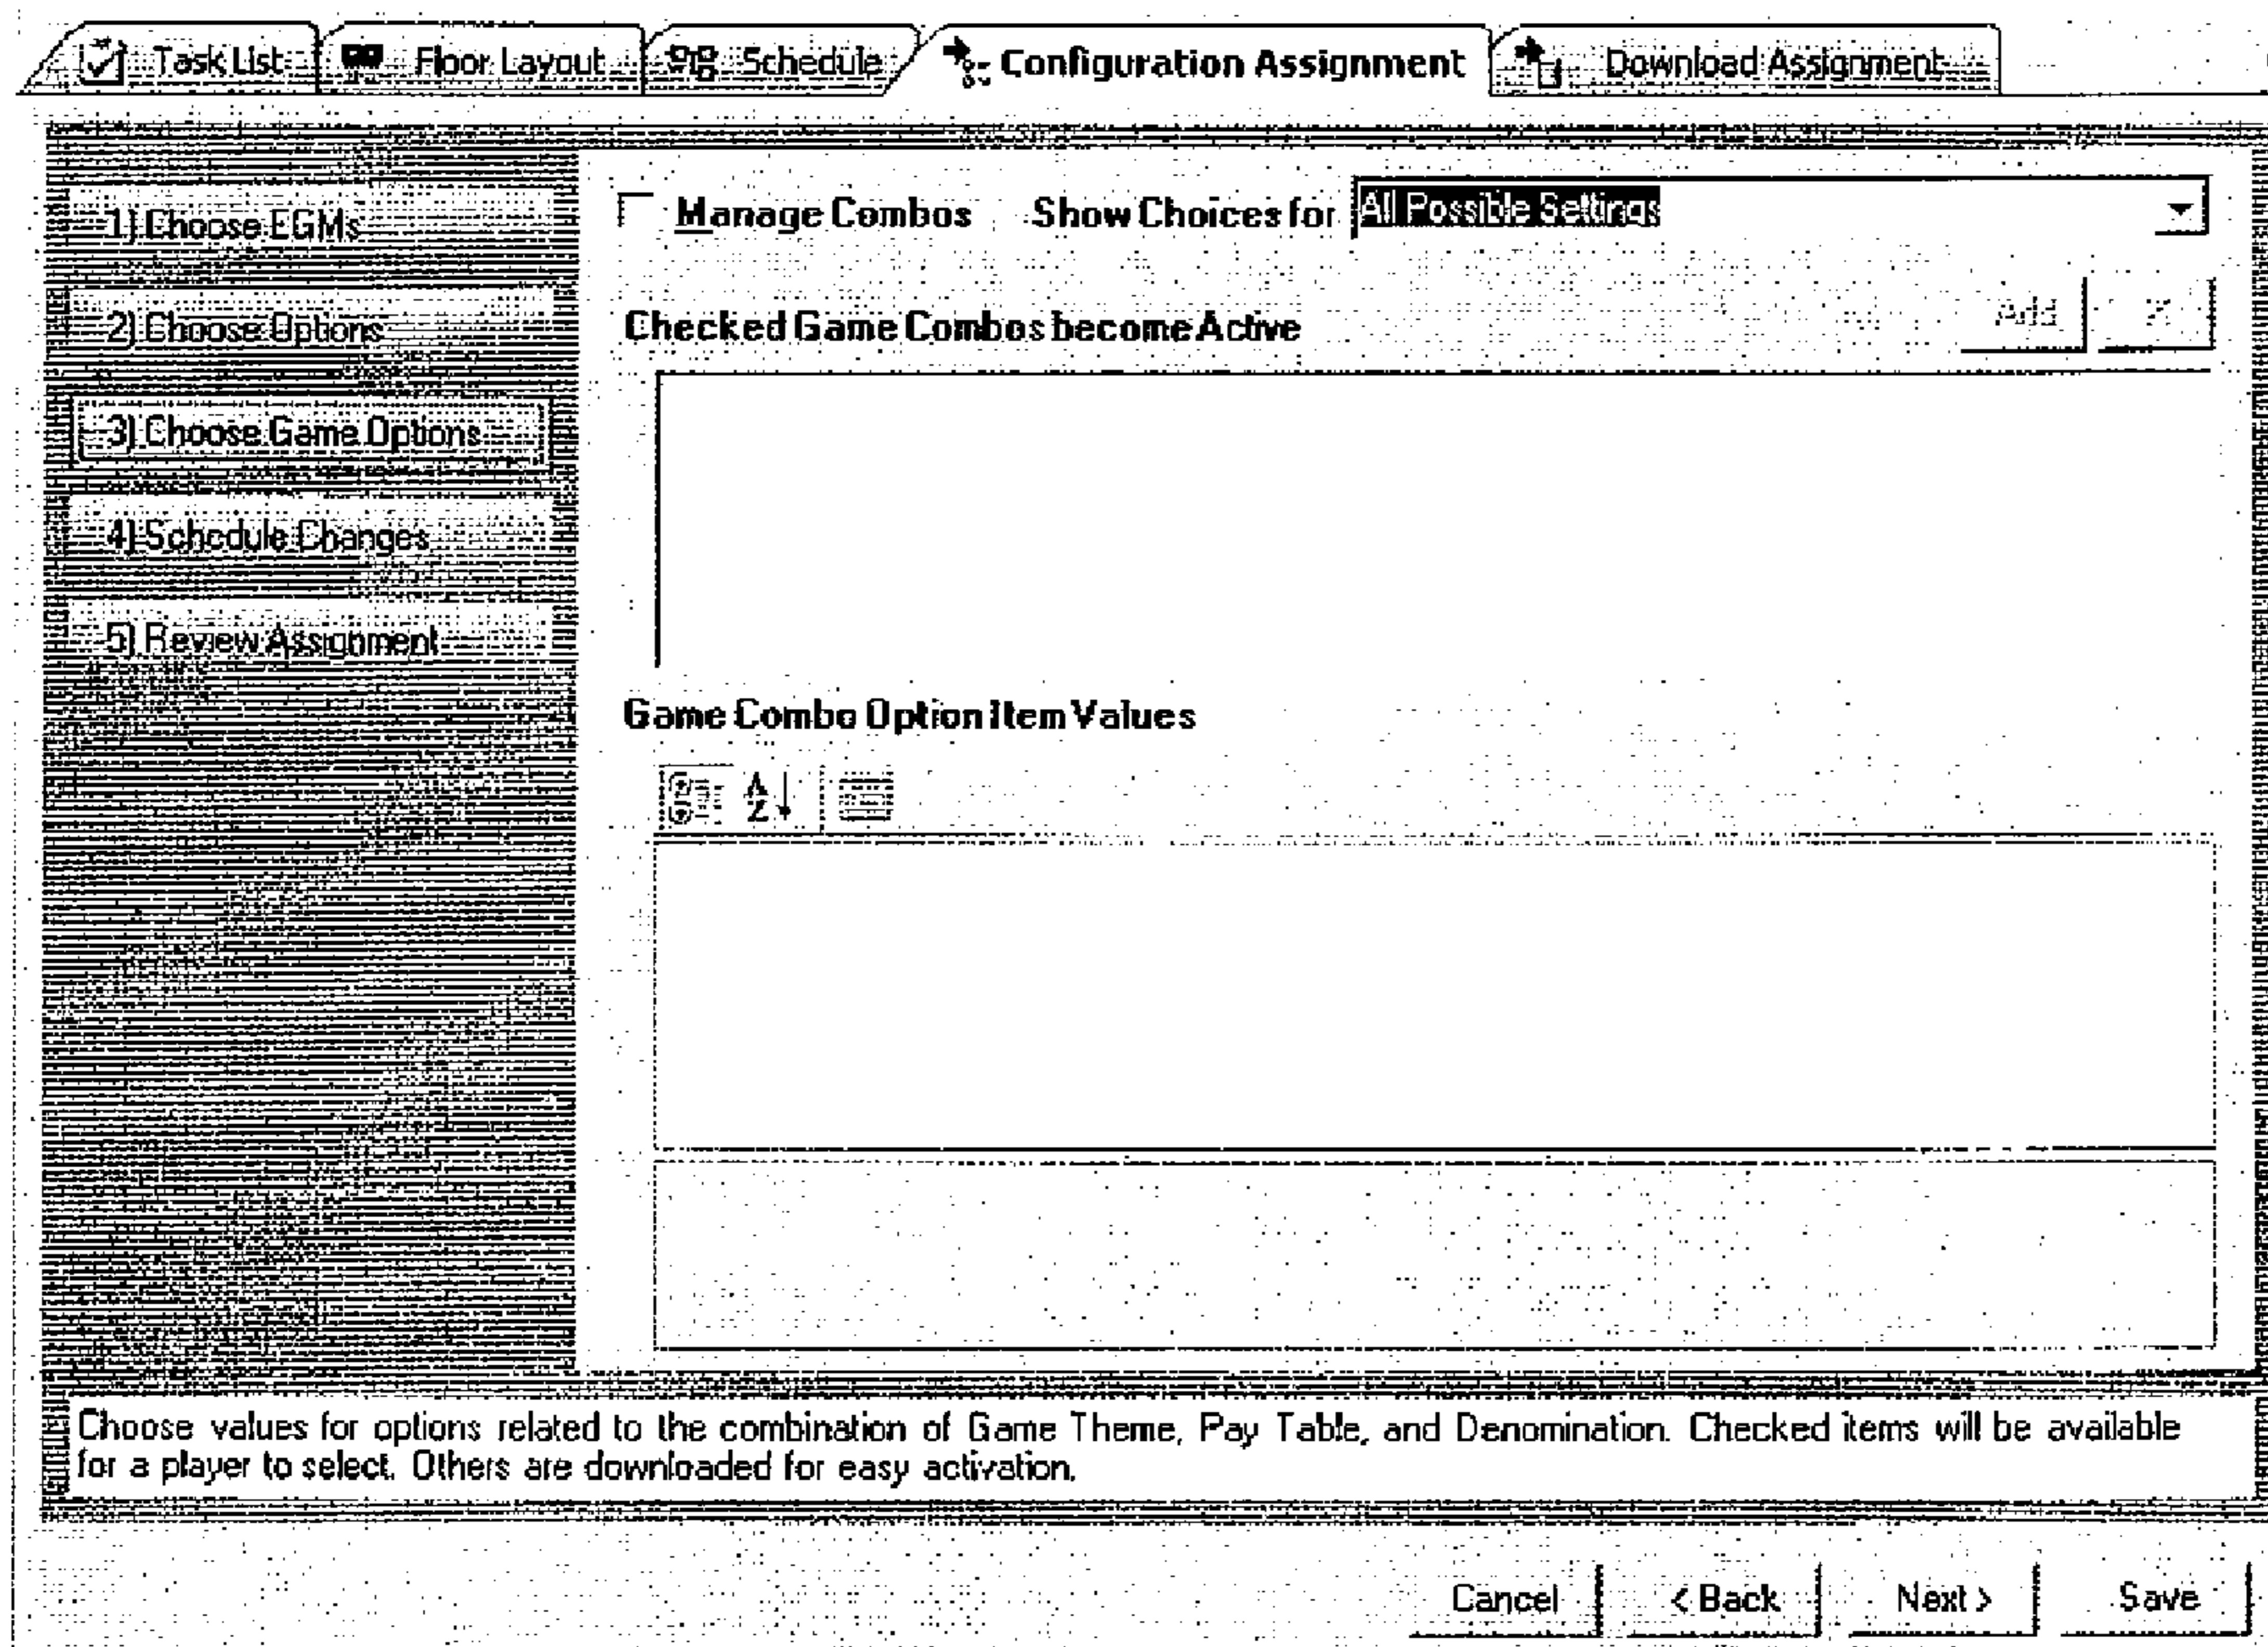 Task List Floor Layout Schedule Configuration Assignment Download Assignment
1) Choose EGMs
2) Choose Options
3) Choose Game Options
4) Schedule Changes
5) Review Assignment
Manage Combos Show Choices for All Possible Settings
Checked Game Combos become Active Add
Game Combo Option Item Values
Choose values for options related to the combination of Game Theme, Pay Table, and Denomination. Checked items will be available
for a player to select. Others are downloaded for easy activation.
Cancel < Back Next > Save